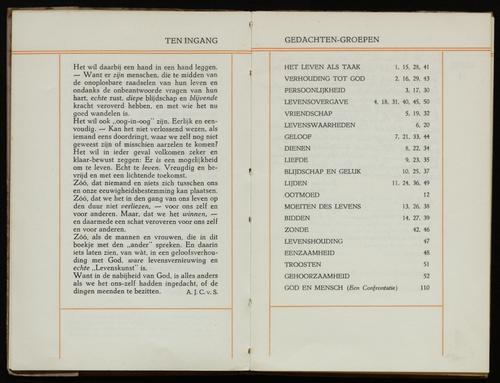 TEN INGANG
Het wil daarbij een hand in een hand leggen.
— Want er zijn menschen, die te midden van
de onoplosbare raadselen van hun leven en
ondanks de onbeantwoorde vragen van hun
hart, echte rust, diepe blijdschap en blijvende
kracht veroverd hebben, en met wie het nu
goed wandelen is.
Het wil ook „oog-in-oog” zijn. Eerlijk en een-
voudig. — Kan het niet verlossend wezen, als
iemand eens doordringt, waar we zelf nog niet
geweest zijn of misschien aarzelen te komen?
Het wil in ieder geval volkomen zeker en
klaar-bewust zeggen: Er is een mogelijkheid
om te leven. Echt te leven. Vreugdig en be-
vrijd en met een lichtende toekomst.
Zóó, dat niemand en niets zich tusschen ons
en onze eeuwigheidsbestemming kan plaatsen.
Zóó, dat we het in den gang van ons leven op
den duur niet verliezen, — voor ons zelf en
voor anderen. Maar, dat we het winnen, —
en daarmede een schat veroveren voor ons zelf
en voor anderen.
Zóó, als de mannen en vrouwen, die in dit
boekje met den „ander” spreken. En daarin
iets laten zien, van wàt, in een geloofsverhou-
ding met God, ware levensvernieuwing en
echte „Levenskunst” is.
Want in de nabijheid van God, is alles anders
als we het ons-zelf hadden ingedacht, of de
dingen meenden te bezitten. A. J. C. v. S.
GEDACHTEN-GROEPEN
HET LEVEN ALS TAAK 1, 15, 28, 41
VERHOUDING TOT GOD 2, 16, 29, 43
PERSOONLIJKHEID 3, 17, 30
LEVENSOVERGAVE 4, 18, 31, 40, 45, 50
VRIENDSCHAP 5, 19, 32
LEVENSWAARHEDEN 6, 20
GELOOF 7, 21, 33, 44
DIENEN 8, 22, 34
LIEFDE 9, 23, 35
BLIJDSCHAP EN GELUK 10, 25, 37
LIJDEN 11, 24, 36, 49
OOTMOED 12
MOEITEN DES LEVENS 13, 26, 38
BIDDEN 14, 27, 39
ZONDE 42, 46
LEVENSHOUDING 47
EENZAAMHEID 48
TROOSTEN 51
GEHOORZAAMHEID 52
GOD EN MENSCH (Een Confrontatie) 110